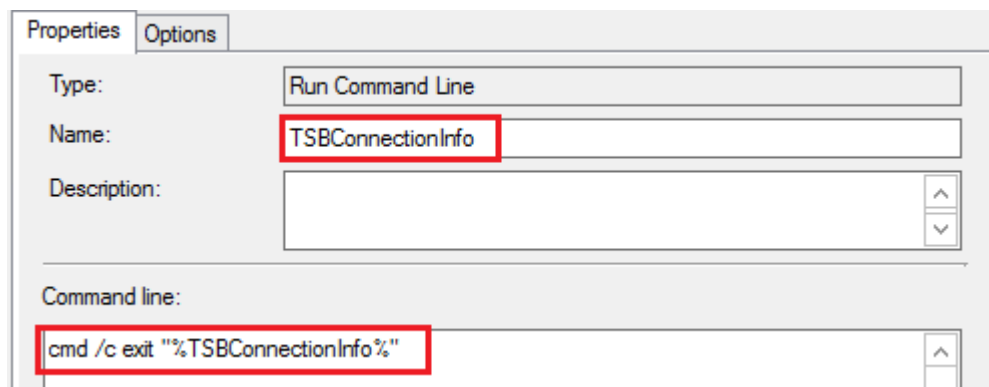 Properties
Options
Type:
Run Command Line
Name:
TSBConnectionInfo
Description:
Command line:
cmd /c exit "%TSBConnectionInfo%"